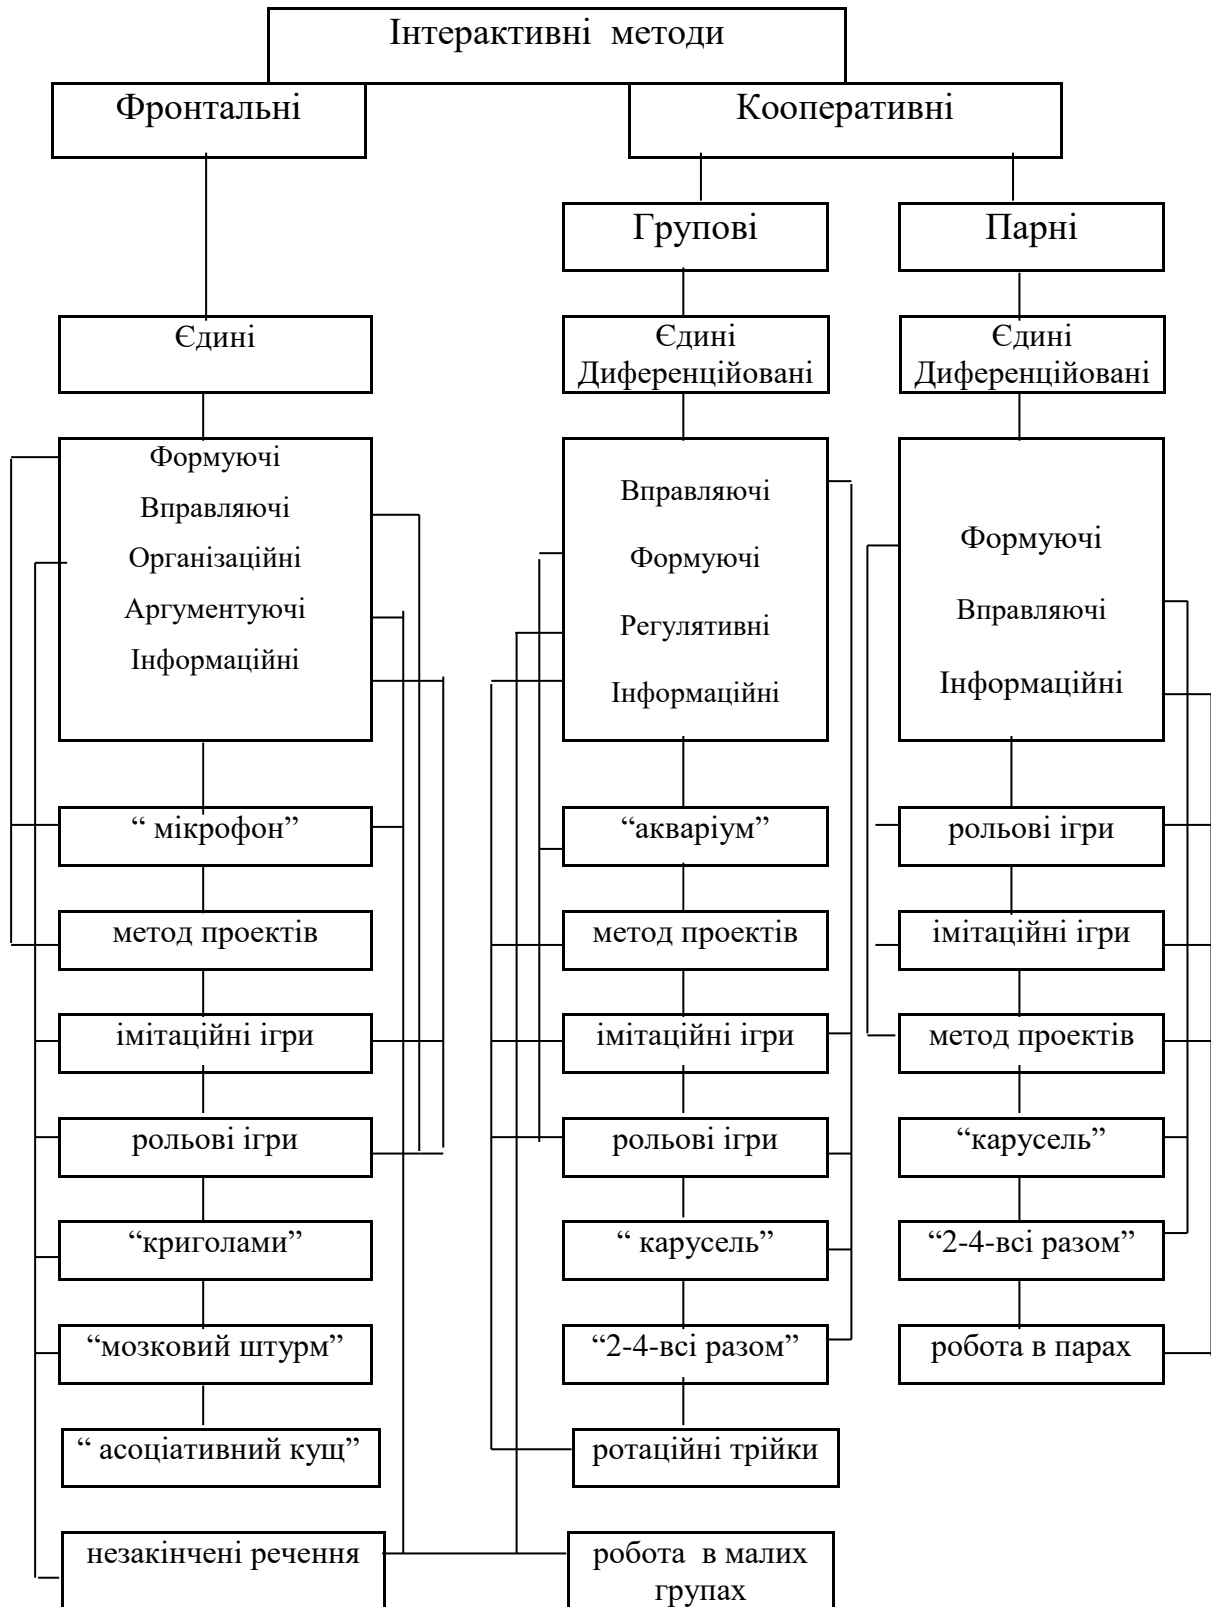 Інтерактивні методи
Фронтальні
Кооперативні
Групові
Парні
Єдині
Єдині
Диференційовані
Єдині
Диференційовані
Формуючі
Вправляючі
Організаційні
Аргументуючі
Інформаційні
Вправляючі
Формуючі
Регулятивні
Інформаційні
Формуючі
Вправляючі
Інформаційні
“ мікрофон”
“акваріум”
рольові ігри
метод проектів
метод проектів
імітаційні ігри
імітаційні ігри
імітаційні ігри
метод проектів
рольові ігри
рольові ігри
“карусель”
“криголами”
“ карусель”
“2-4-всі разом”
“мозковий штурм”
“2-4-всі разом”
робота в парах
“ асоціативний кущ”
ротаційні трійки
незакінчені речення
робота в малих
групах